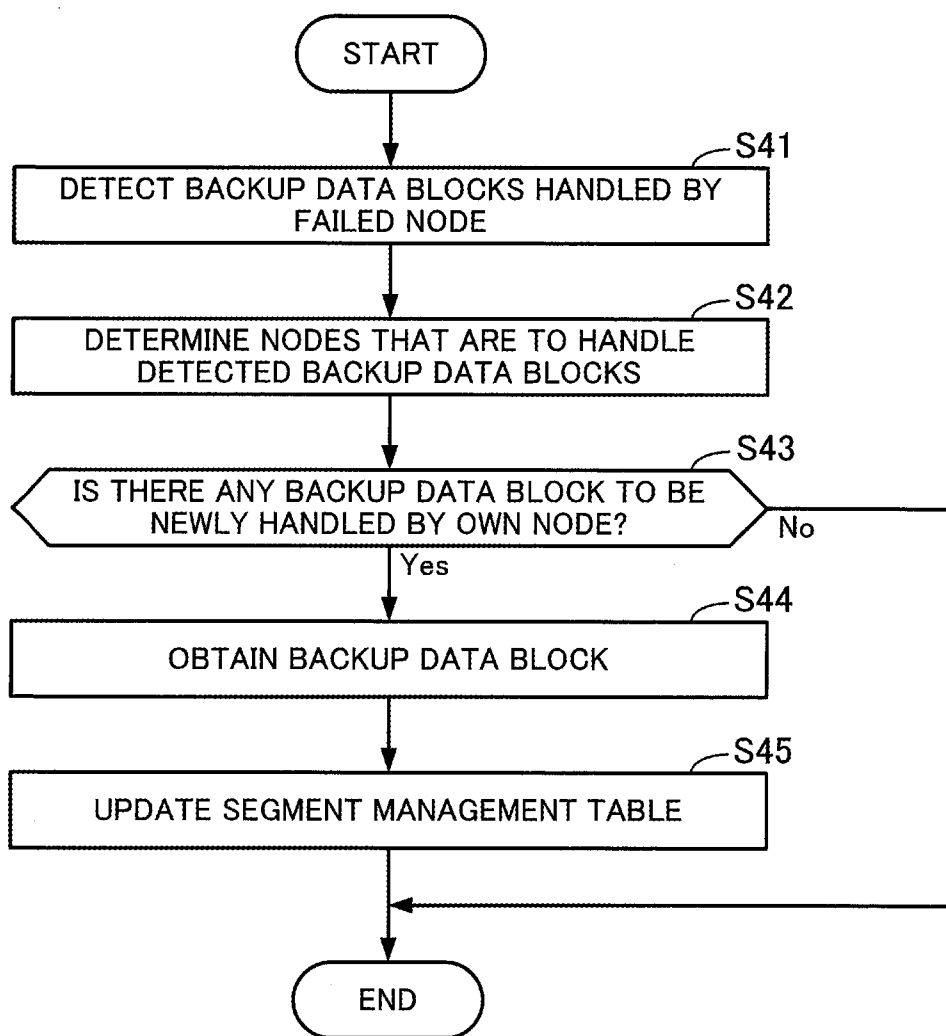 START
S41
DETECT BACKUP DATA BLOCKS HANDLED BY
FAILED NODE
S42
DETERMINE NODES THAT ARE TO HANDLE
DETECTED BACKUP DATA BLOCKS
S43
IS THERE ANY BACKUP DATA BLOCK TO BE
NEWLY HANDLED BY OWN NODE?
No
Yes
S44
OBTAIN BACKUP DATA BLOCK
S45
UPDATE SEGMENT MANAGEMENT TABLE
END